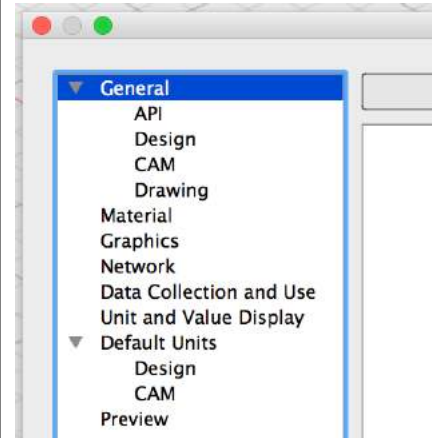 General
API
Design
CAM
Drawing
Material
Graphics
Network
Data Collection and Use
Unit and Value Display
Default Units
Design
CAM
Preview